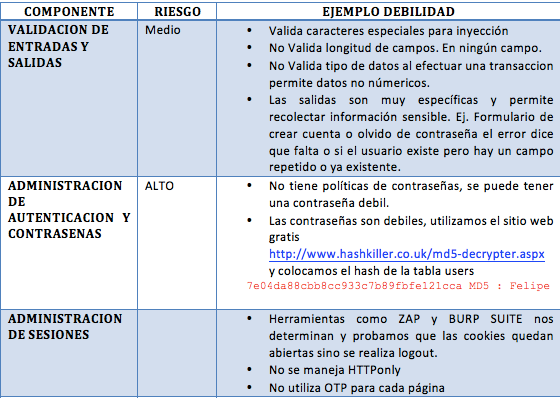 COMPONENTE RIESGO EJEMPLO DEBILIDAD
VALIDACION DE Medio • Valida caracteres especiales para inyección
ENTRADAS Y • No Valida longitud de campos. En ningún campo.
SALIDAS • No Valida tipo de datos al efectuar una transaccion
permite datos no númericos.
• Las salidas son muy específicas y permite
recolectar información sensible. Ej. Formulario de
crear cuenta o olvido de contraseña el error dice
que falta o si el usuario existe pero hay un campo
repetido o ya existente.
ADMINISTRACION ALTO • No tiene políticas de contraseñas, se puede tener
DE una contraseña debil.
AUTENTICACION Y • Las contraseñas son debiles, utilizamos el sitio web
CONTRASENAS gratis
http://www.hashkiller.co.uk/md5-decrypter.aspx
y colocamos el hash de la tabla users
7e04da88cbb8cc933c7b89fbfe121cca MD5 : Felipe
ADMINISTRACION • Herramientas como ZAP y BURP SUITE nos
DE SESIONES determinan y probamos que las cookies quedan
abiertas sino se realiza logout.
• No se maneja HTTPonly
• No utiliza OTP para cada página